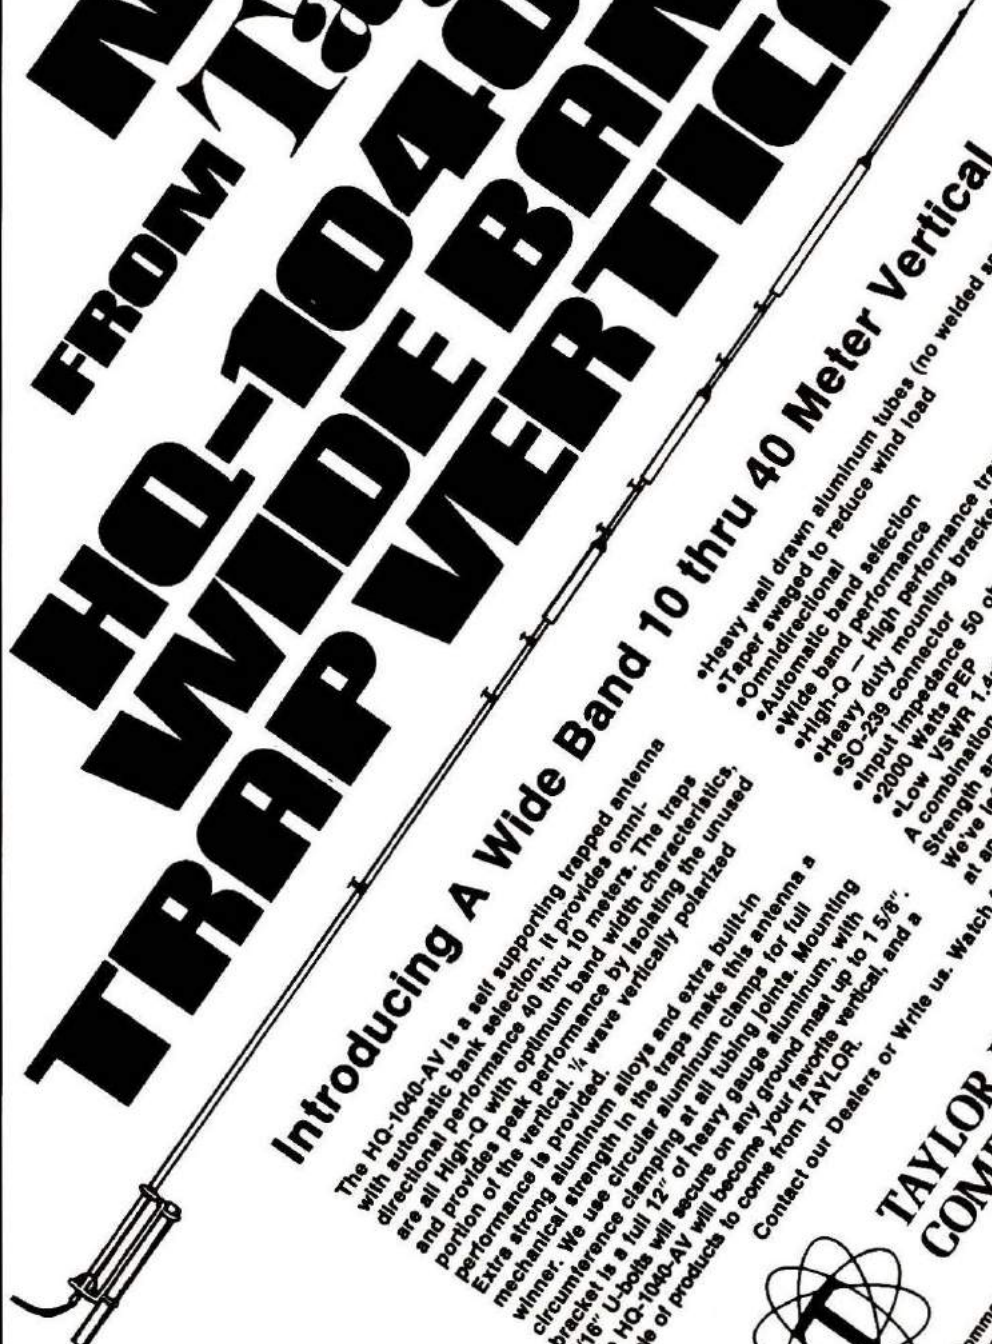 FROM Ta
HQ-1040
WIDE BAN
TRAP VERTIC
Introducing A Wide Band 10 thru 40 Meter Vertical
The HQ-1040-AV is a self supporting trapped antenna
with automatic bank selection. It provides omni-
directional performance 40 thru 10 meters. The traps
are all High-Q with optimum band width characteristics,
and provides peak performance by isolating the unused
portion of the vertical. ¼ wave vertically polarized
performance is provided.
Extra strong aluminum alloys and extra built-in
mechanical strength in the traps make this antenna a
winner. We use circular aluminum clamps for full
circumference clamping at all tubing joints. Mounting
bracket is a full 12" of heavy gauge aluminum, with
/16" U-bolts will secure on any ground mast up to 1 5/8".
HQ-1040-AV will become your favorite vertical, and a
of products to come from TAYLOR.
•Heavy wall drawn aluminum tubes (no welded
•Taper swaged to reduce wind load
•Omnidirectional
•Automatic band selection
•Wide band performance
•High-Q — High performance
•Heavy duty mounting bracket
•SO-239 connector
•Input Impedance 50
•2000 Watts PEP
•Low VSWR
A combination
Strength
We've
at
Contact our Dealers or Write us. Watch
TAYLOR